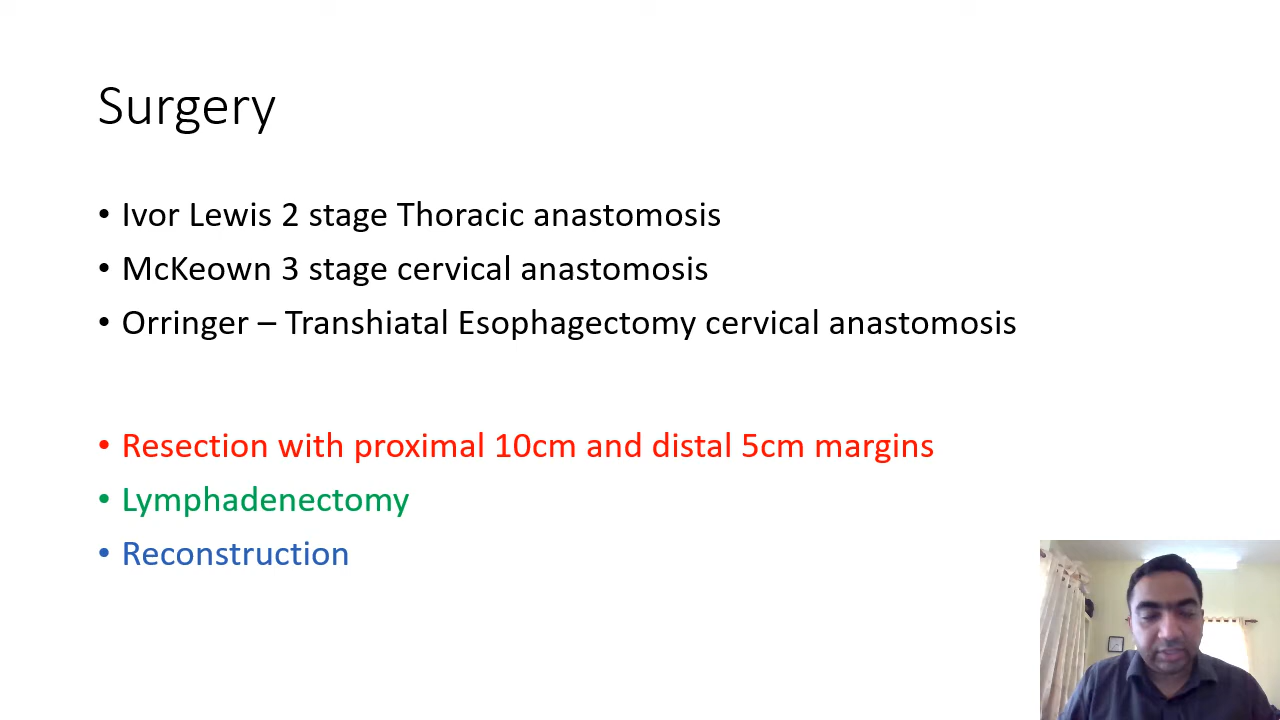 Surgery
• Ivor Lewis 2 stage Thoracic anastomosis
• McKeown 3 stage cervical anastomosis
• Orringer – Transhiatal Esophagectomy cervical anastomosis
• Resection with proximal 10cm and distal 5cm margins
• Lymphadenectomy
• Reconstruction